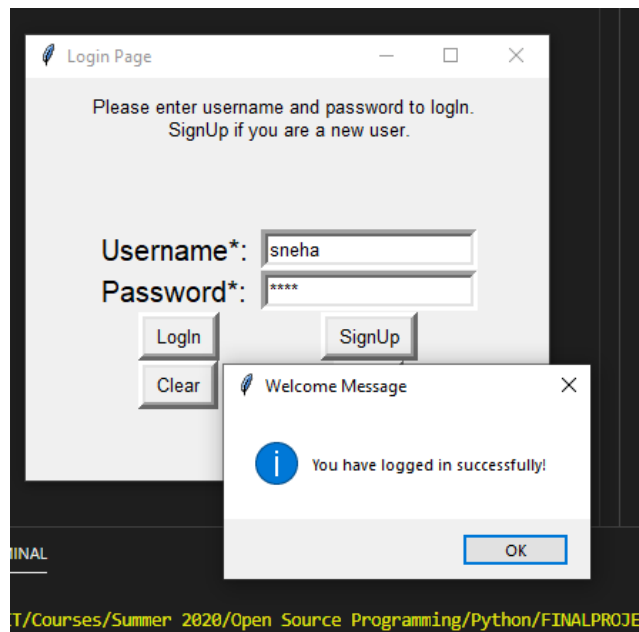 Login Page
Please enter username and password to logIn.
SignUp if you are a new user.
Username*: sneha
Password*: ****
LogIn SignUp
Clear
Welcome Message
You have logged in successfully!
OK
MINAL
T/Courses/Summer 2020/Open Source Programming/Python/FINALPROJE